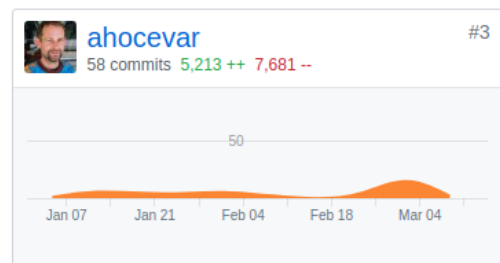 ahocevar
#3
58 commits 5,213 ++ 7,681 --
50
Jan 07 Jan 21 Feb 04 Feb 18 Mar 04